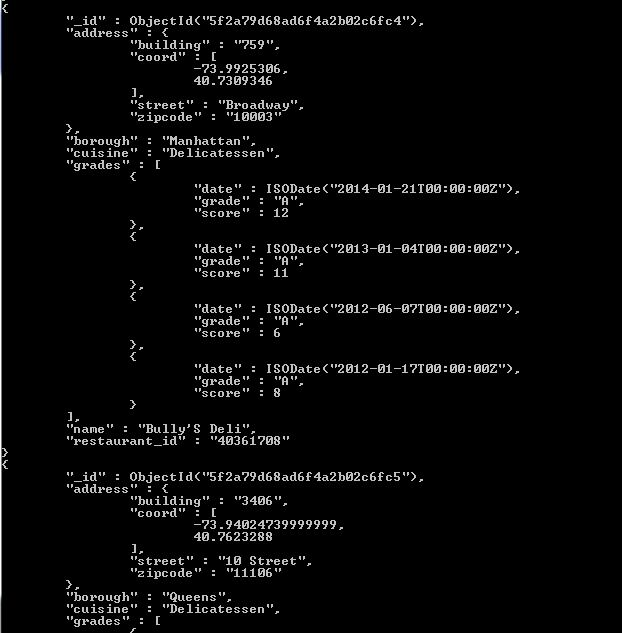 {
"_id" : ObjectId("5f2a79d68ad6f4a2b02c6fc4"),
"address" : {
"building" : "759",
"coord" : [
-73.9925306,
40.7309346
],
"street" : "Broadway",
"zipcode" : "10003"
},
"borough" : "Manhattan",
"cuisine" : "Delicatessen",
"grades" : [
{
"date" : ISODate("2014-01-21T00:00:00Z"),
"grade" : "A",
"score" : 12
},
{
"date" : ISODate("2013-01-04T00:00:00Z"),
"grade" : "A",
"score" : 11
},
{
"date" : ISODate("2012-06-07T00:00:00Z"),
"grade" : "A",
"score" : 6
},
{
"date" : ISODate("2012-01-17T00:00:00Z"),
"grade" : "A",
"score" : 8
}
],
"name" : "Bully'S Deli",
"restaurant_id" : "40361708"
}
{
"_id" : ObjectId("5f2a79d68ad6f4a2b02c6fc5"),
"address" : {
"building" : "3406",
"coord" : [
-73.94024739999999,
40.7623288
],
"street" : "10 Street",
"zipcode" : "11106"
},
"borough" : "Queens",
"cuisine" : "Delicatessen",
"grades" : [
{